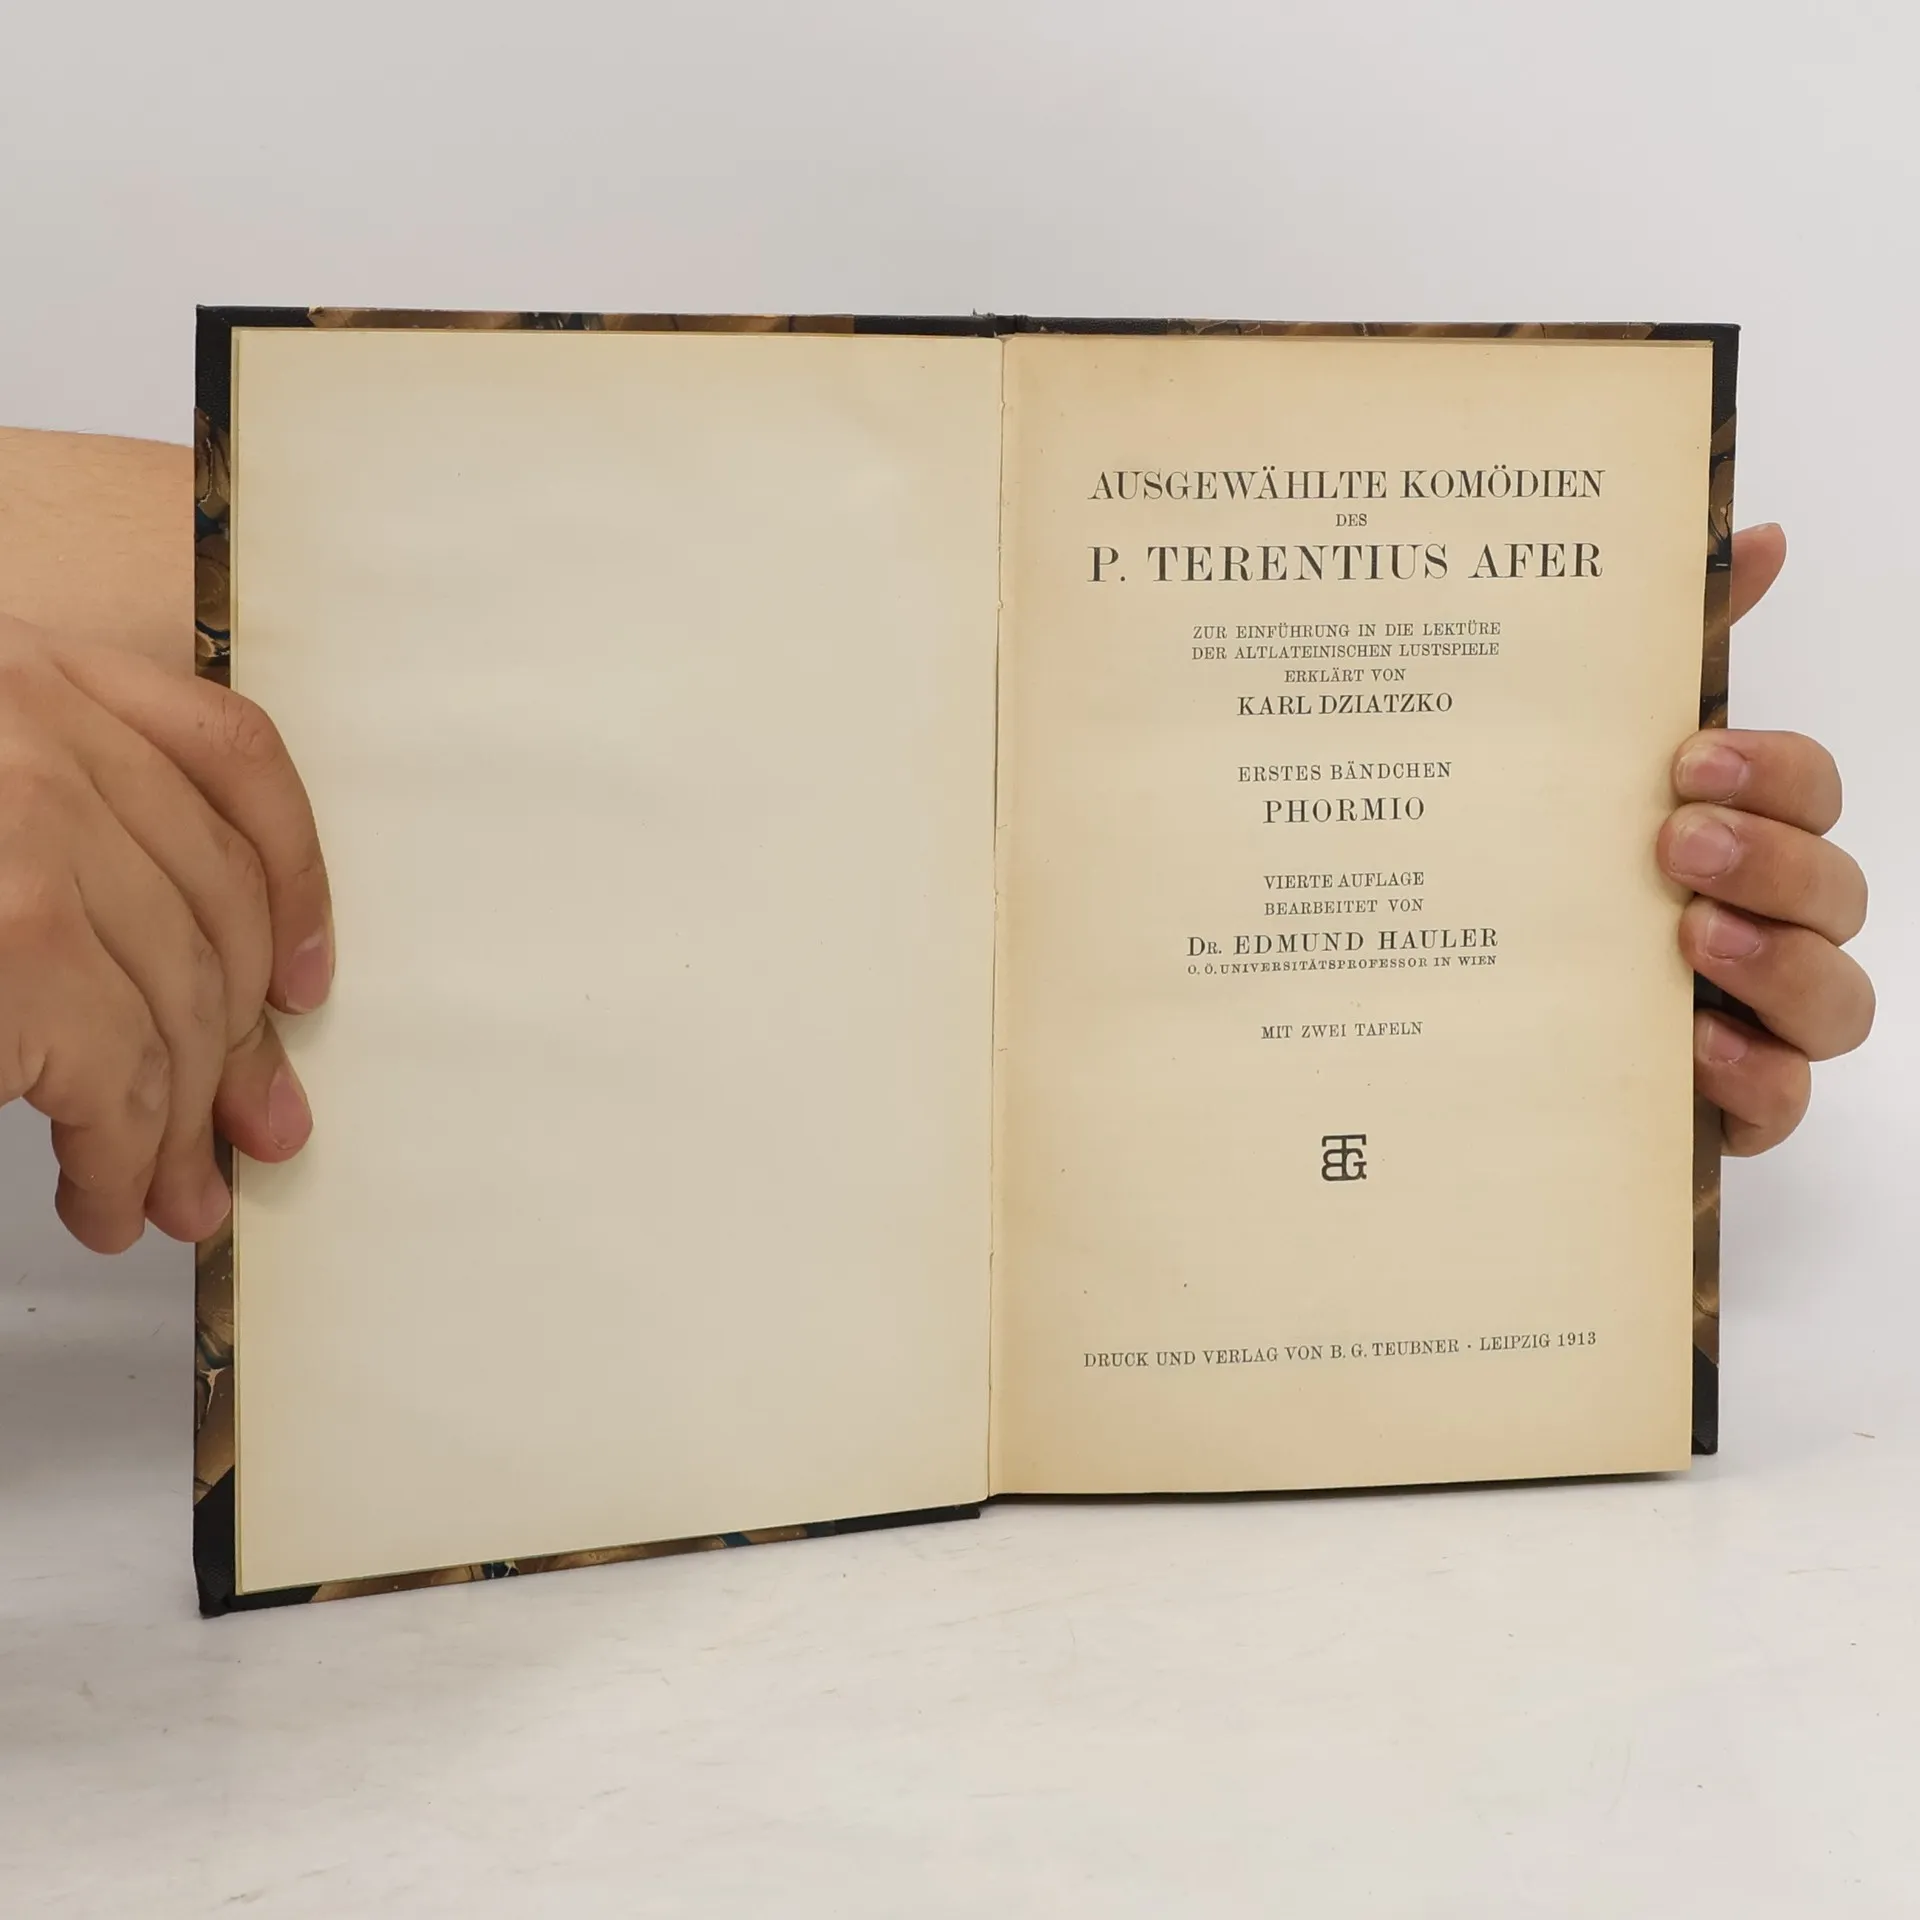 AUSGEWÄHLTE KOMÖDIEN
DES
P. TERENTIUS AFER
ZUR EINFÜHRUNG IN DIE LEKTÜRE
DER ALTLATEINISCHEN LUSTSPIELE
ERKLÄRT VON
KARL DZIATZKO
ERSTES BÄNDCHEN
PHORMIO
VIERTE AUFLAGE
BEARBEITET VON
DR. EDMUND HAULER
O. Ö. UNIVERSITÄTSPROFESSOR IN WIEN
MIT ZWEI TAFELN
BTG
DRUCK UND VERLAG VON B. G. TEUBNER · LEIPZIG 1913